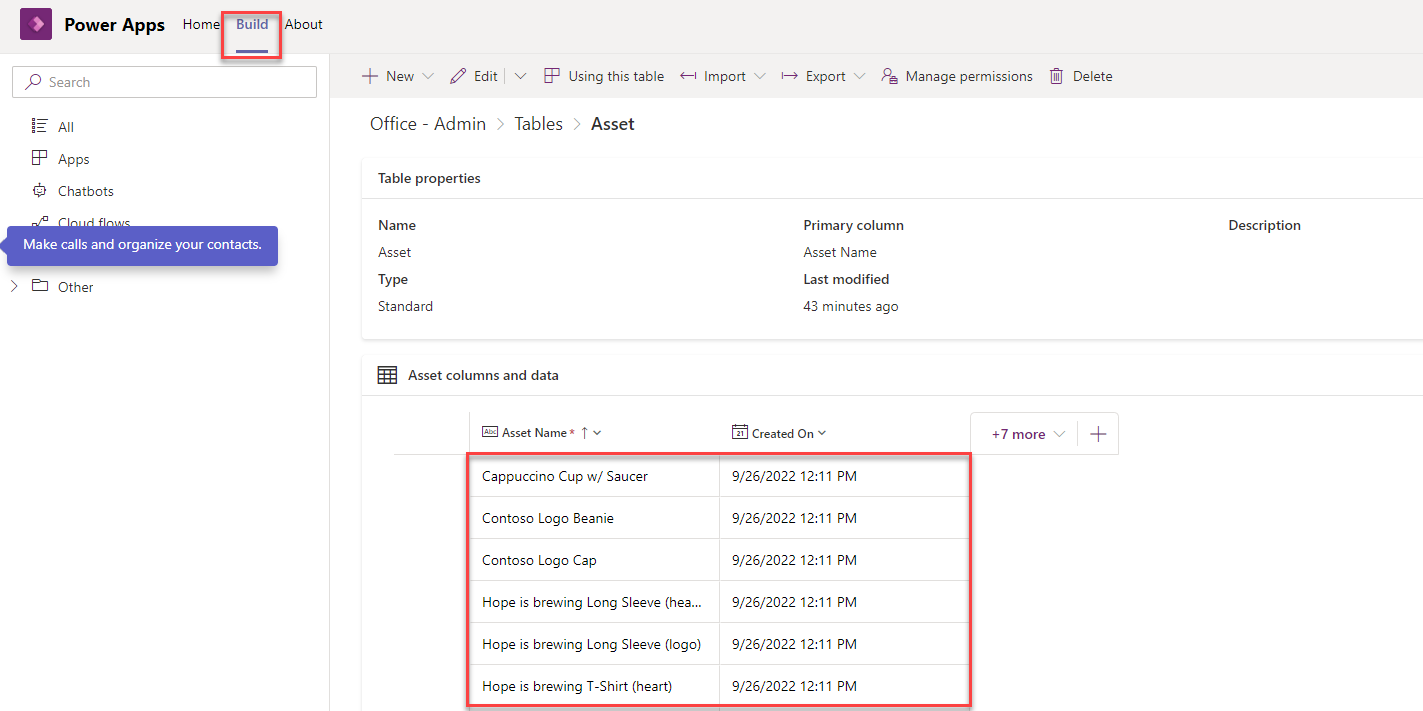 Power Apps Home Build About
Search
All
Apps
Chatbots
Cloud flows
Make calls and organize your contacts.
Other
New Edit Using this table Import Export Manage permissions Delete
Office - Admin > Tables > Asset
Table properties
Name Primary column Description
Asset Asset Name
Type Last modified
Standard 43 minutes ago
Asset columns and data
Abc Asset Name * ↑ 21 Created On +7 more
Cappuccino Cup w/ Saucer 9/26/2022 12:11 PM
Contoso Logo Beanie 9/26/2022 12:11 PM
Contoso Logo Cap 9/26/2022 12:11 PM
Hope is brewing Long Sleeve (hea... 9/26/2022 12:11 PM
Hope is brewing Long Sleeve (logo) 9/26/2022 12:11 PM
Hope is brewing T-Shirt (heart) 9/26/2022 12:11 PM